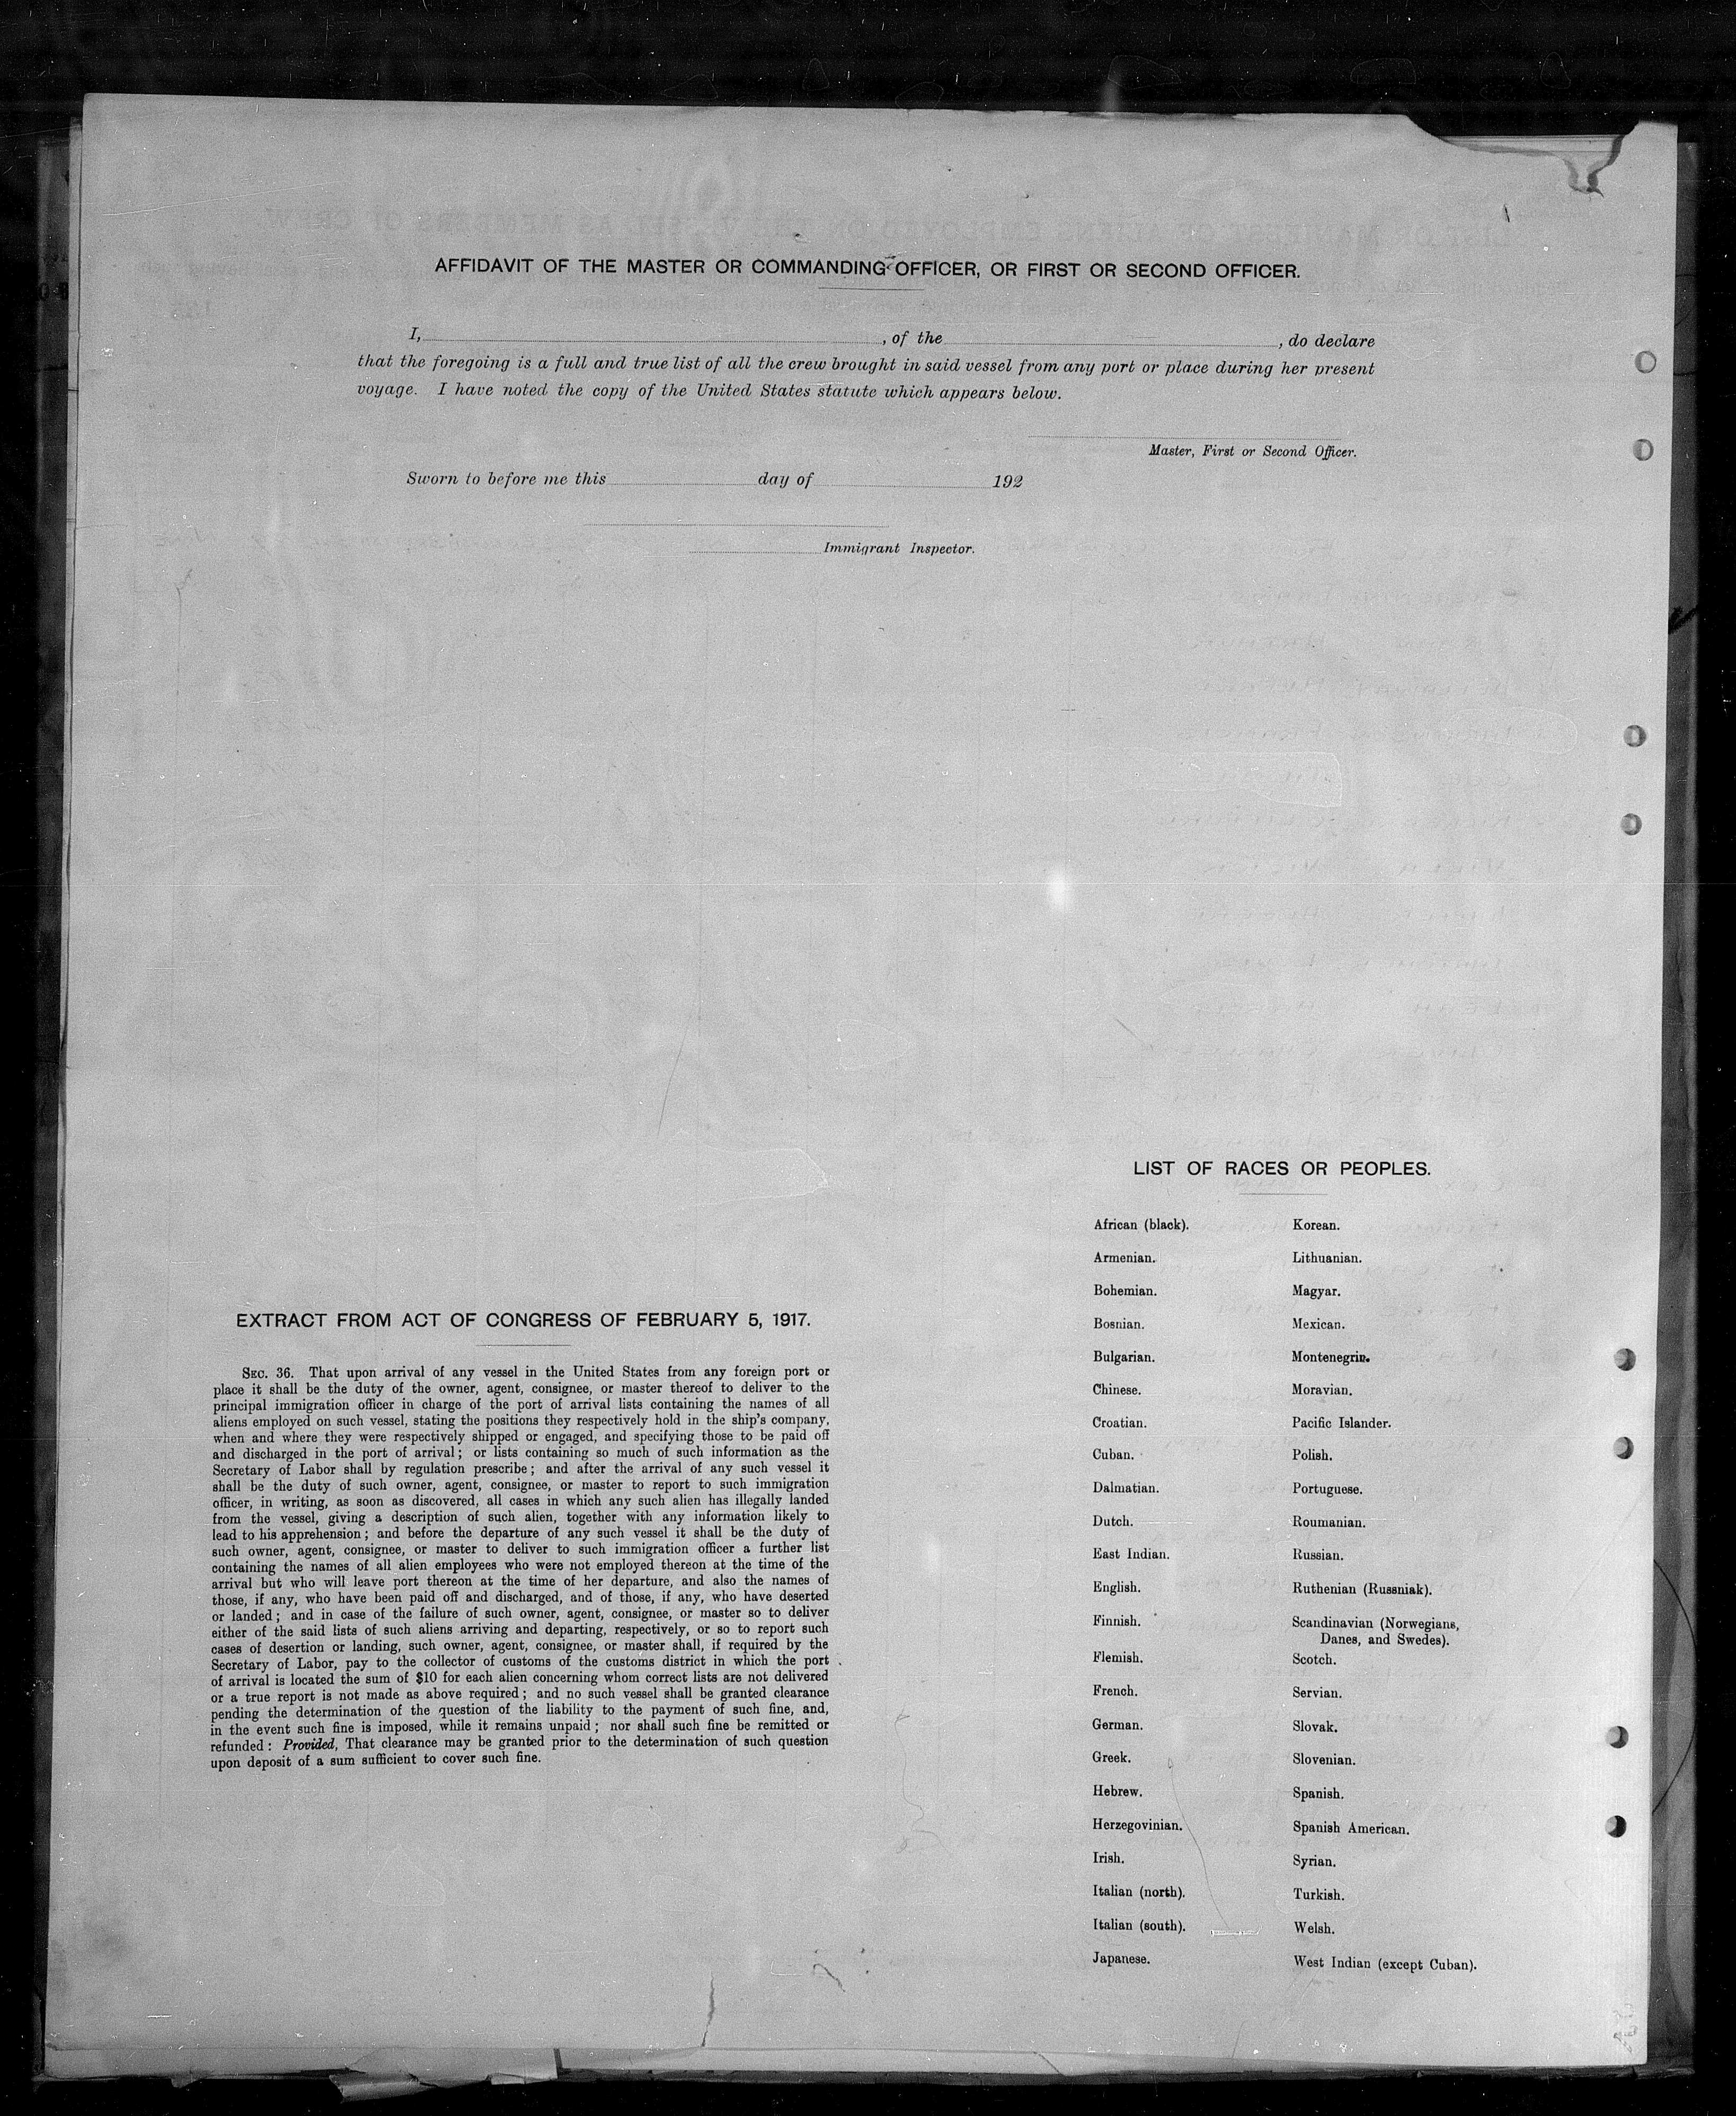 AFFIDAVIT OF THE MASTER OR COMMANDING OFFICER, OR FIRST OR SECOND OFFICER.
I, , of the , do declare
that the foregoing is a full and true list of all the crew brought in said vessel from any port or place during her present
voyage. I have noted the copy of the United States statute which appears below.
Master, First or Second Officer.
Sworn to before me this day of 192
Immigrant Inspector.
EXTRACT FROM ACT OF CONGRESS OF FEBRUARY 5, 1917.
SEC. 36. That upon arrival of any vessel in the United States from any foreign port or
place it shall be the duty of the owner, agent, consignee, or master thereof to deliver to the
principal immigration officer in charge of the port of arrival lists containing the names of all
aliens employed on such vessel, stating the positions they respectively hold in the ship's company,
when and where they were respectively shipped or engaged, and specifying those to be paid off
and discharged in the port of arrival; or lists containing so much of such information as the
Secretary of Labor shall by regulation prescribe; and after the arrival of any such vessel it
shall be the duty of such owner, agent, consignee, or master to report to such immigration
officer, in writing, as soon as discovered, all cases in which any such alien has illegally landed
from the vessel, giving a description of such alien, together with any information likely to
lead to his apprehension; and before the departure of any such vessel it shall be the duty of
such owner, agent, consignee, or master to deliver to such immigration officer a further list
containing the names of all alien employees who were not employed thereon at the time of the
arrival but who will leave port thereon at the time of her departure, and also the names of
those, if any, who have been paid off and discharged, and of those, if any, who have deserted
or landed; and in case of the failure of such owner, agent, consignee, or master so to deliver
either of the said lists of such aliens arriving and departing, respectively, or so to report such
cases of desertion or landing, such owner, agent, consignee, or master shall, if required by the
Secretary of Labor, pay to the collector of customs of the customs district in which the port
of arrival is located the sum of $10 for each alien concerning whom correct lists are not delivered
or a true report is not made as above required; and no such vessel shall be granted clearance
pending the determination of the question of the liability to the payment of such fine, and,
in the event such fine is imposed, while it remains unpaid; nor shall such fine be remitted or
refunded: Provided, That clearance may be granted prior to the determination of such question
upon deposit of a sum sufficient to cover such fine.
LIST OF RACES OR PEOPLES.
African (black).
Armenian.
Bohemian.
Bosnian.
Bulgarian.
Chinese.
Croatian.
Cuban.
Dalmatian.
Dutch.
East Indian.
English.
Finnish.
Flemish.
French.
German.
Greek.
Hebrew.
Herzegovinian.
Irish.
Italian (north).
Italian (south).
Japanese.
Korean.
Lithuanian.
Magyar.
Mexican.
Montenegrin.
Moravian.
Pacific Islander.
Polish.
Portuguese.
Roumanian.
Russian.
Ruthenian (Russniak).
Scandinavian (Norwegians,
Danes, and Swedes).
Scotch.
Servian.
Slovak.
Slovenian.
Spanish.
Spanish American.
Syrian.
Turkish.
Welsh.
West Indian (except Cuban).